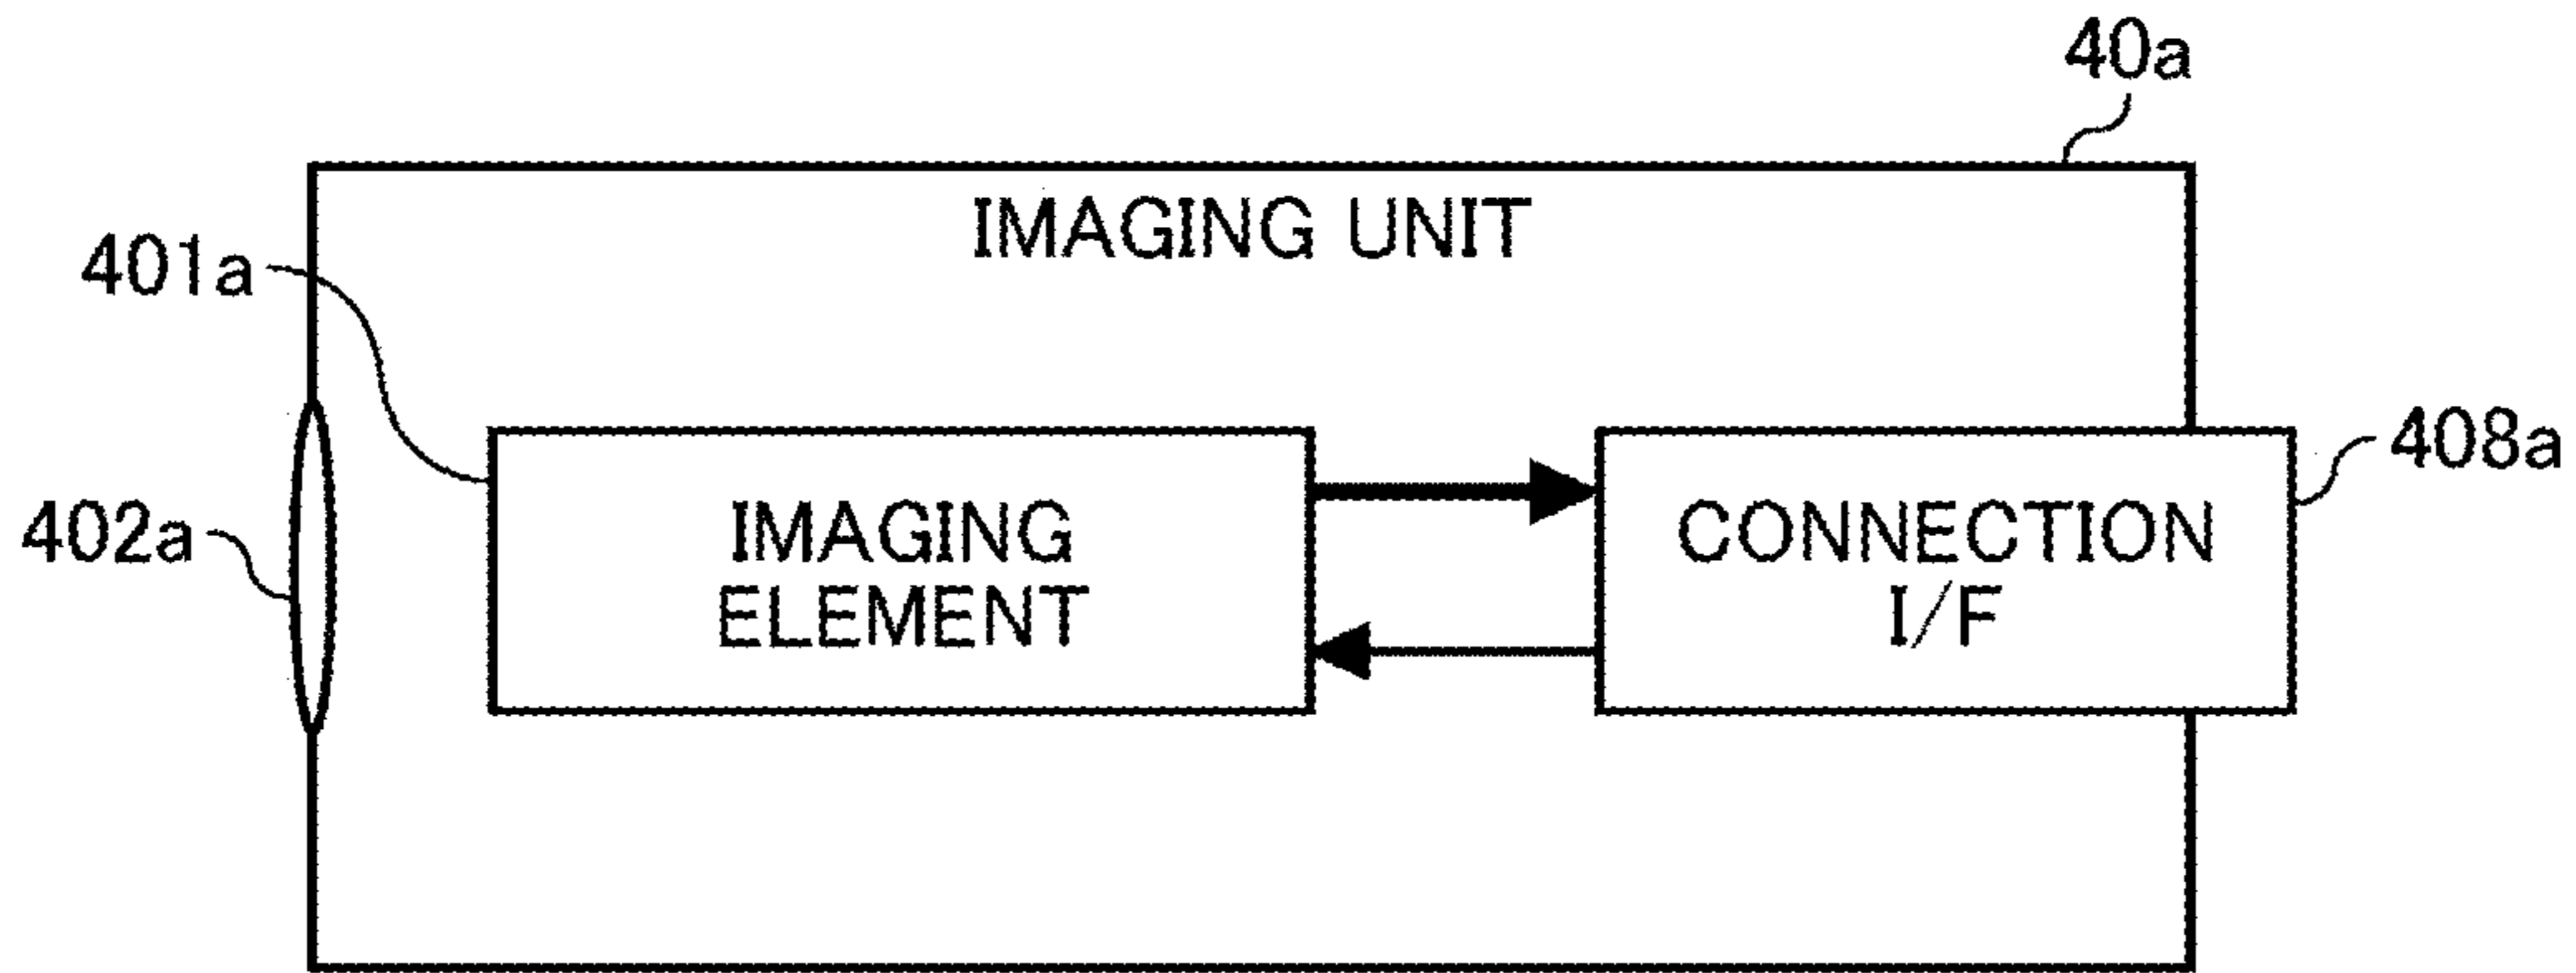 40a
IMAGING UNIT
401a
408a
402a
IMAGING
ELEMENT
CONNECTION
I/F